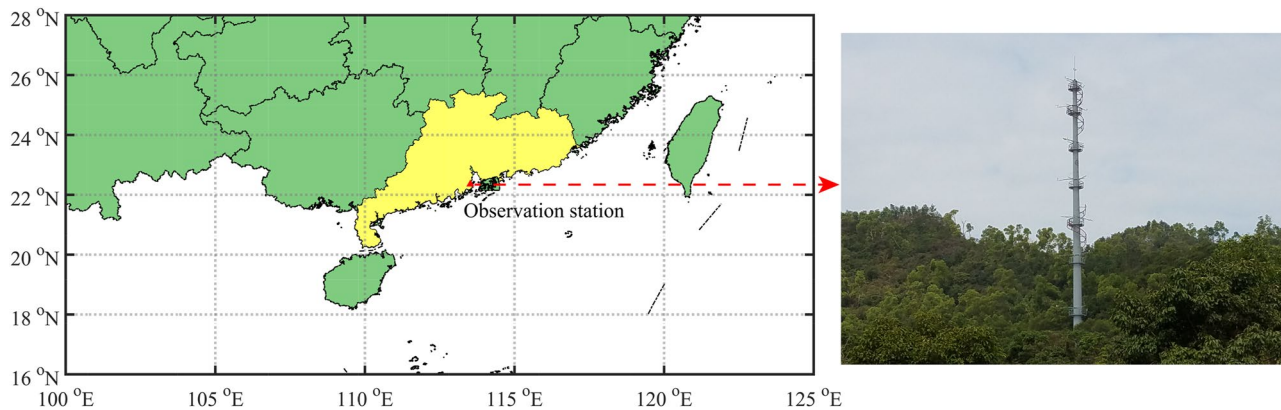 28 °N
26 °N
24 °N
22 °N
20 °N
18 °N
16 °N
Observation station
100 °E
105 °E
110 °E
115 °E
120 °E
125 °E